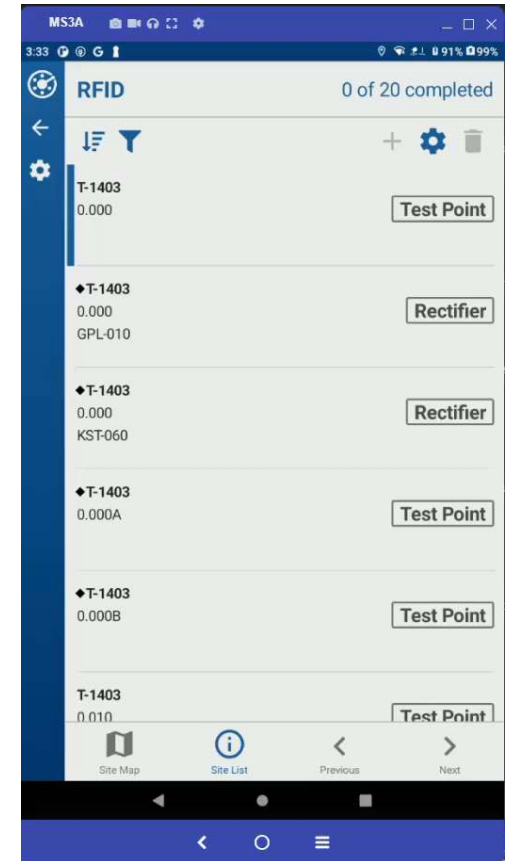 MS3A
3:33 G 91% 99%
RFID 0 of 20 completed
T-1403
0.000
Test Point
◆T-1403
0.000
GPL-010
Rectifier
◆T-1403
0.000
KST-060
Rectifier
◆T-1403
0.000A
Test Point
◆T-1403
0.000B
Test Point
T-1403
0.010
Test Point
Site Map Site List Previous Next